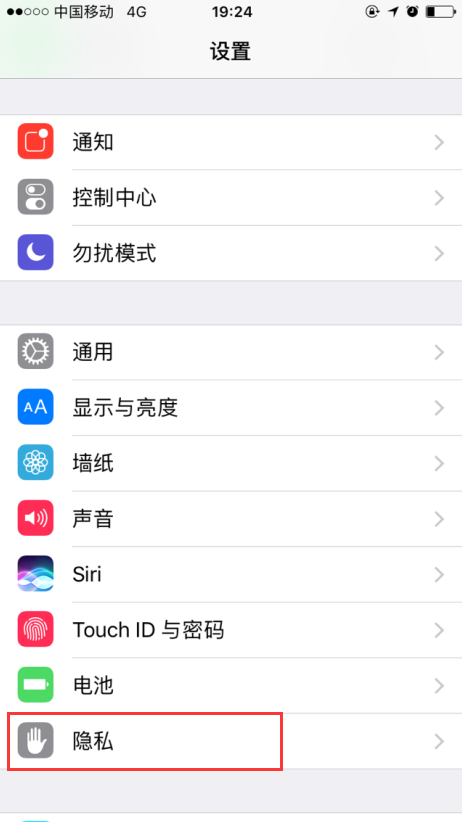 中国移动 4G 19:24
设置
通知
控制中心
勿扰模式
通用
AA 显示与亮度
墙纸
声音
Siri
Touch ID 与密码
电池
隐私